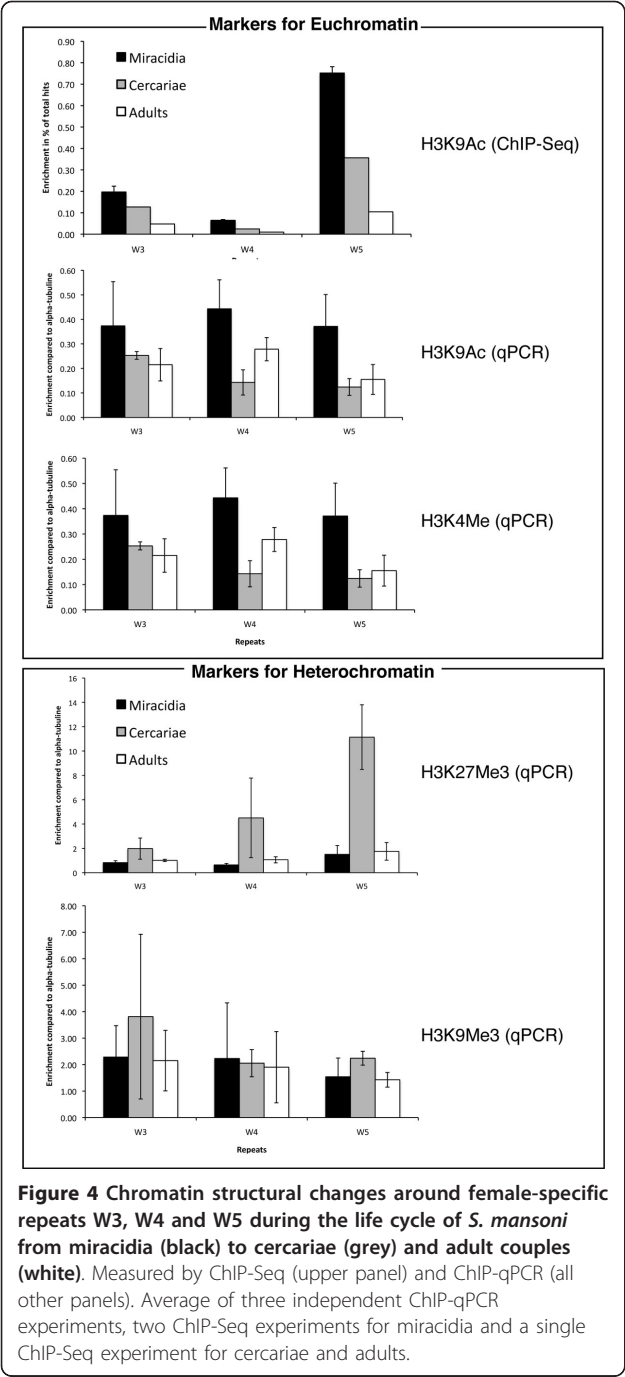 Markers for Euchromatin
Enrichment in % of total hits
0.90
0.80
0.70
0.60
0.50
0.40
0.30
0.20
0.10
0.00
Miracidia
Cercariae
Adults
W3 W4 W5
H3K9Ac (ChIP-Seq)
Enrichment compared to alpha-tubuline
0.60
0.50
0.40
0.30
0.20
0.10
0.00
W3 W4 W5
H3K9Ac (qPCR)
Enrichment compared to alpha-tubuline
0.60
0.50
0.40
0.30
0.20
0.10
0.00
W3 W4 W5
Repeats
H3K4Me (qPCR)
Markers for Heterochromatin
Enrichment compared to alpha-tubuline
16
14
12
10
8
6
4
2
0
Miracidia
Cercariae
Adults
W3 W4 W5
H3K27Me3 (qPCR)
Enrichment compared to alpha-tubuline
8.00
7.00
6.00
5.00
4.00
3.00
2.00
1.00
0.00
W3 W4 W5
Repeats
H3K9Me3 (qPCR)
Figure 4 Chromatin structural changes around female-specific
repeats W3, W4 and W5 during the life cycle of S. mansoni
from miracidia (black) to cercariae (grey) and adult couples
(white). Measured by ChIP-Seq (upper panel) and ChIP-qPCR (all
other panels). Average of three independent ChIP-qPCR
experiments, two ChIP-Seq experiments for miracidia and a single
ChIP-Seq experiment for cercariae and adults.